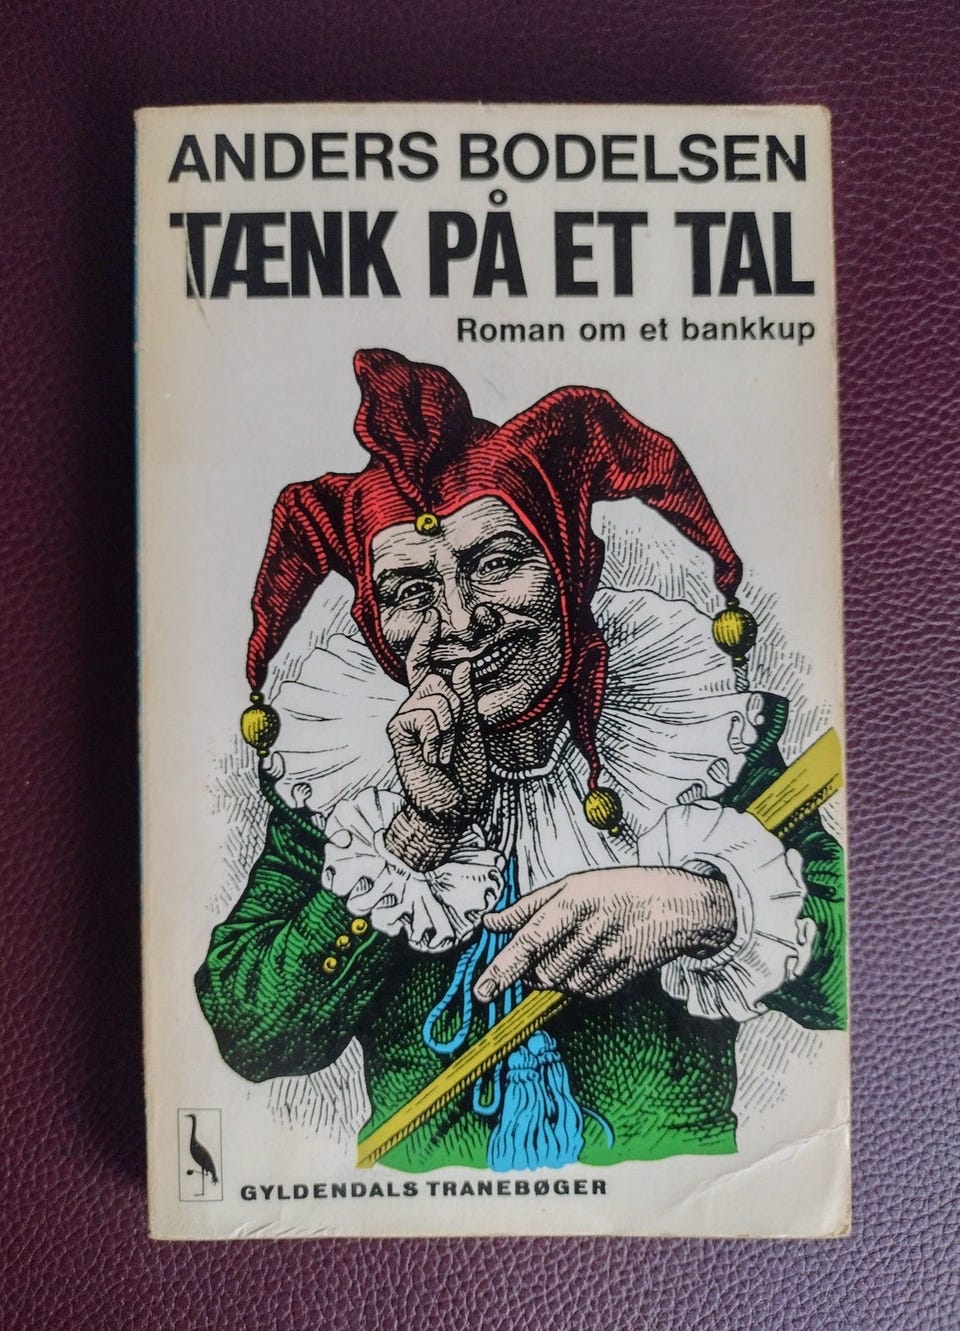 ANDERS BODELSEN
TÆNK PÅ ET TAL
Roman om et bankkup
GYLDENDALS TRANEBØGER